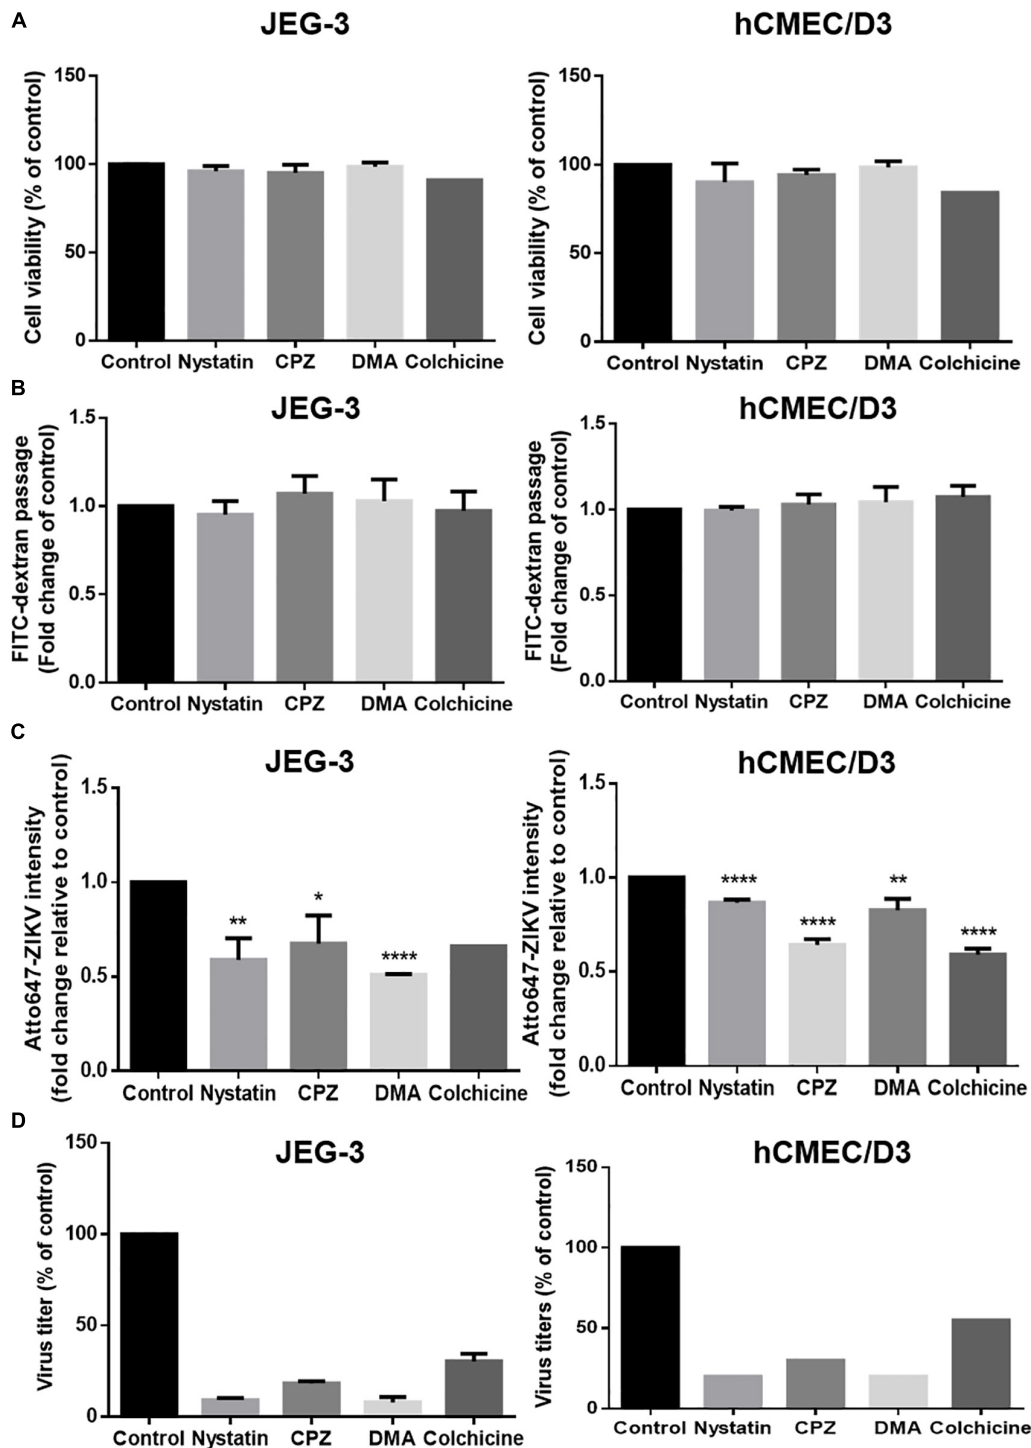 A
JEG-3
hCMEC/D3
Cell viability (% of control)
150
100
50
0
Control Nystatin CPZ DMA Colchicine
Cell viability (% of control)
150
100
50
0
Control Nystatin CPZ DMA Colchicine
B
JEG-3
hCMEC/D3
FITC-dextran passage
(Fold change of control)
1.5
1.0
0.5
0.0
Control Nystatin CPZ DMA Colchicine
FITC-dextran passage
(Fold change of control)
1.5
1.0
0.5
0.0
Control Nystatin CPZ DMA Colchicine
C
JEG-3
hCMEC/D3
Atto647-ZIKV intensity
(fold change relative to control)
1.5
1.0
0.5
0.0
**
*
****
Control Nystatin CPZ DMA Colchicine
Atto647-ZIKV intensity
(fold change relative to control)
1.5
1.0
0.5
0.0
****
****
**
****
Control Nystatin CPZ DMA Colchicine
D
JEG-3
hCMEC/D3
Virus titer (% of control)
150
100
50
0
Control Nystatin CPZ DMA Colchicine
Virus titers (% of control)
150
100
50
0
Control Nystatin CPZ DMA Colchicine